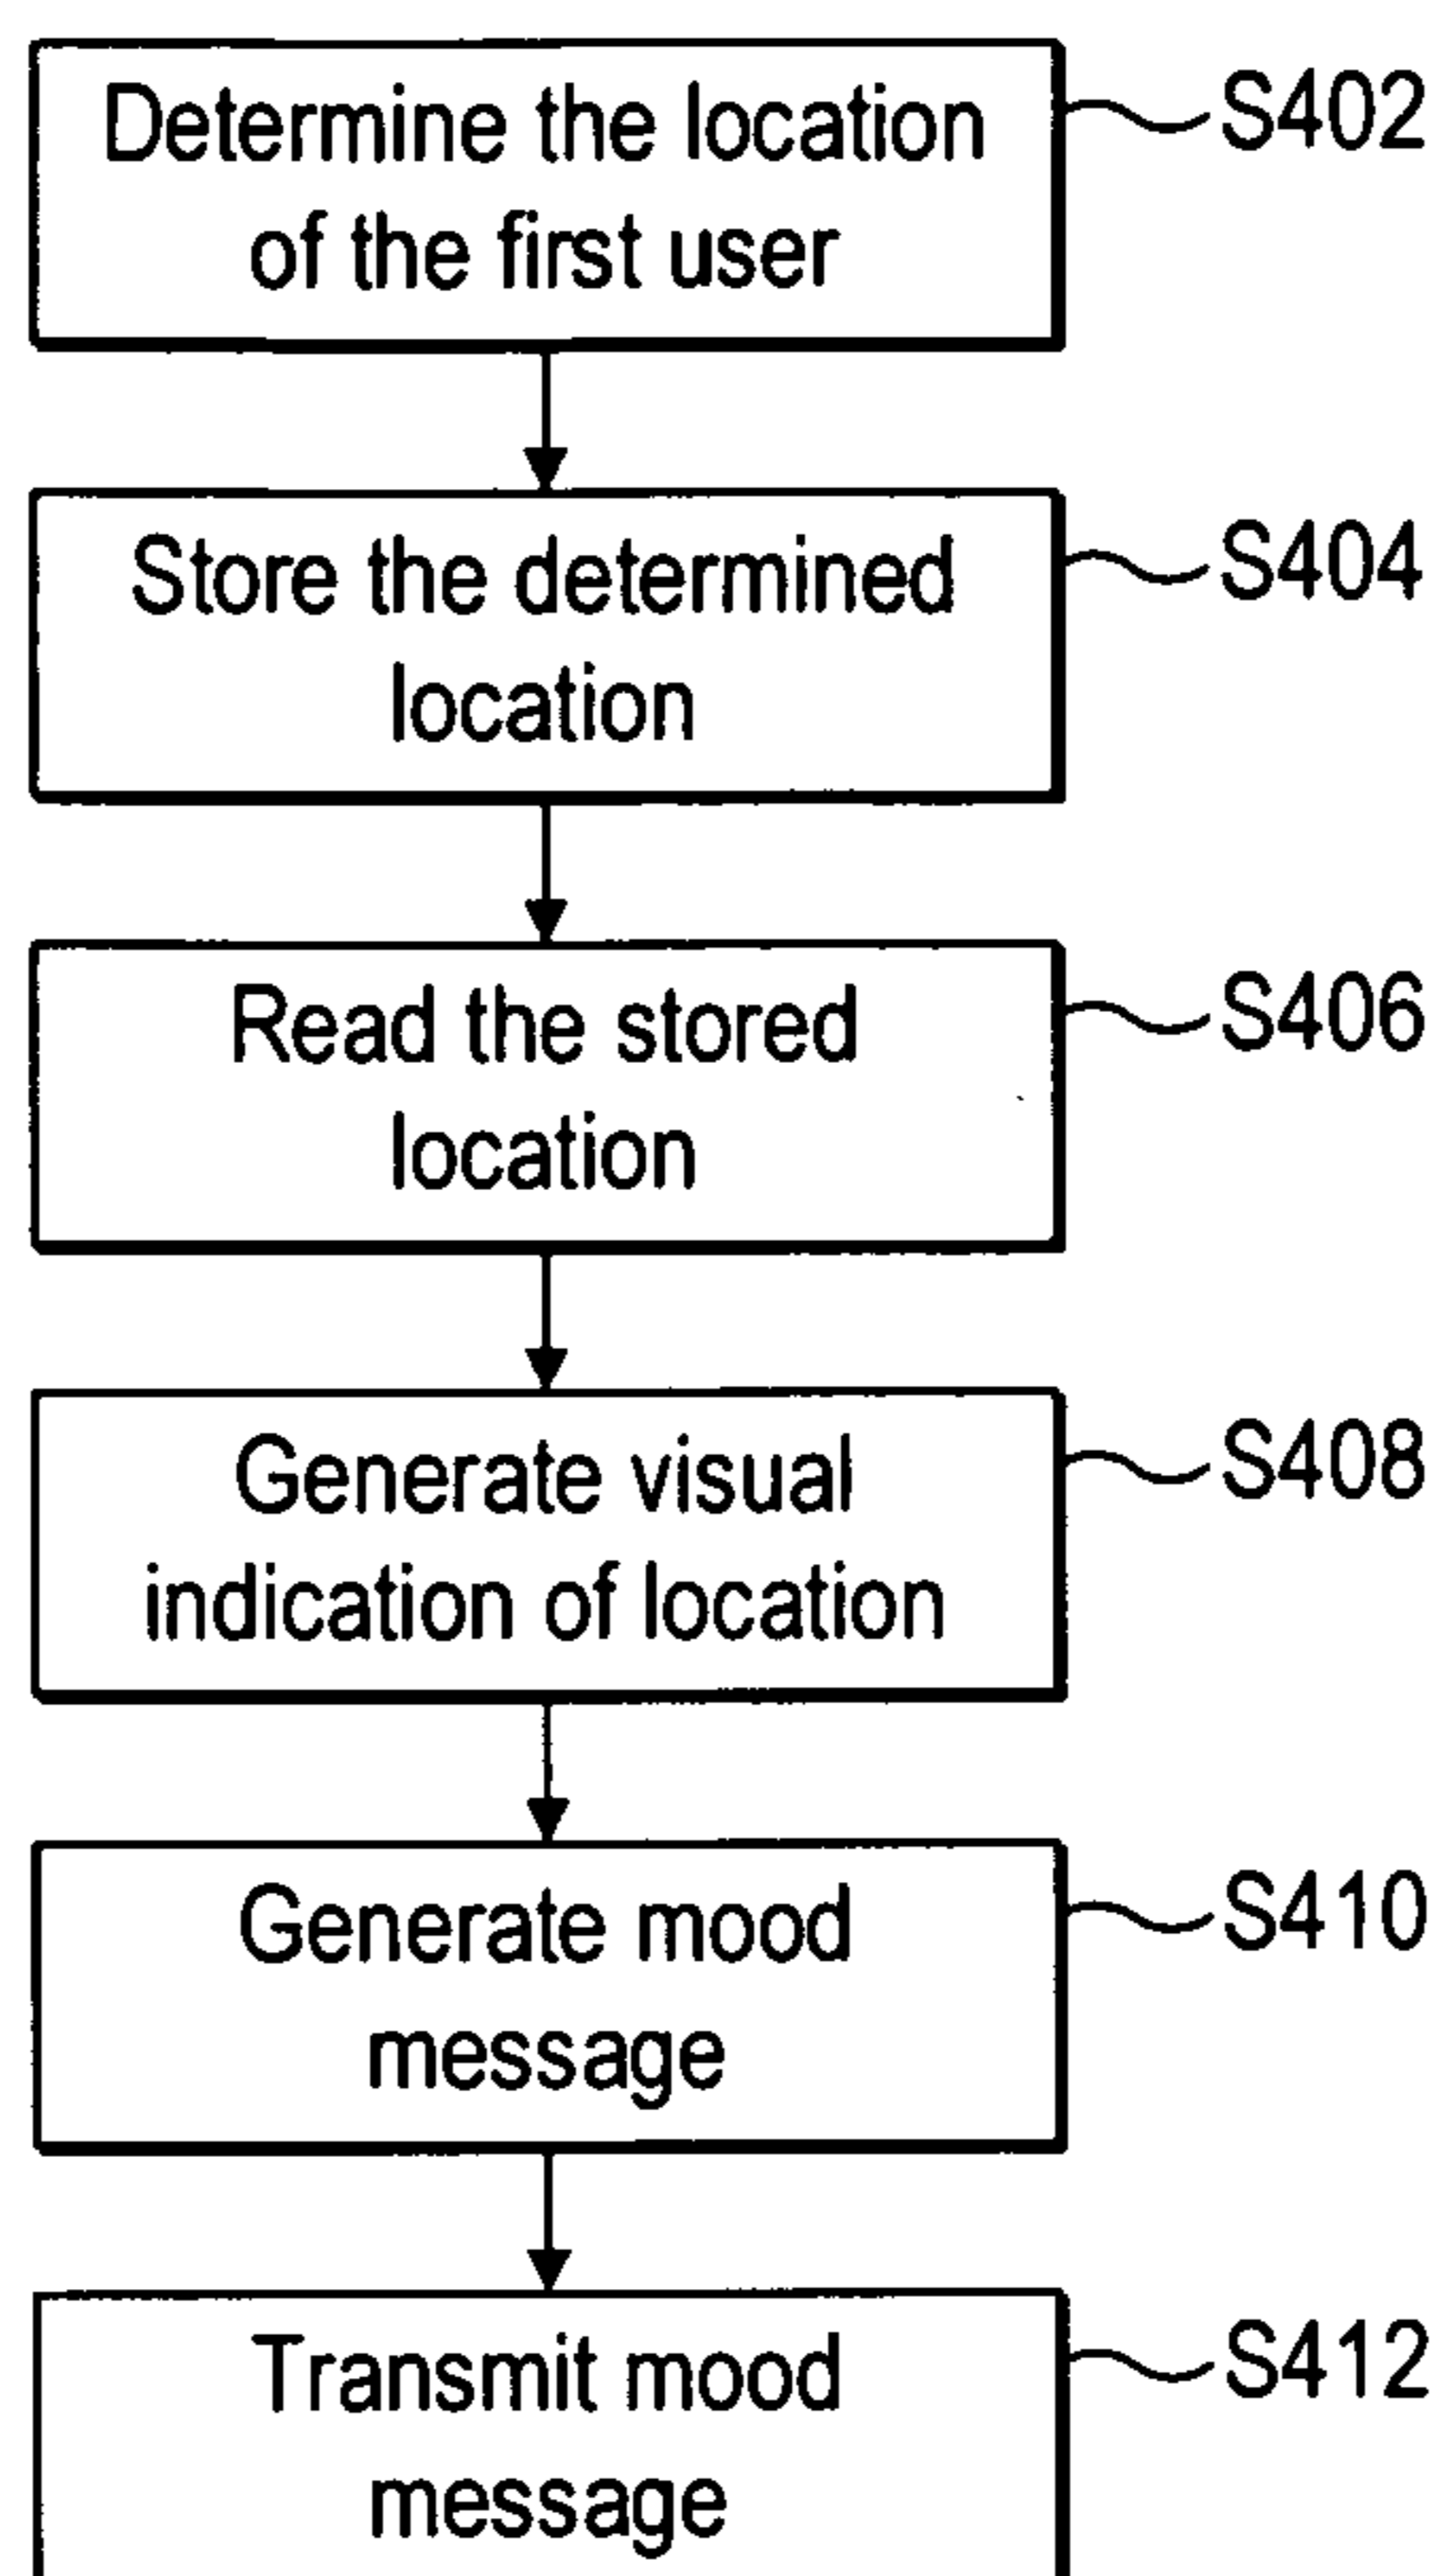 Determine the location
of the first user
S402
Store the determined
location
S404
Read the stored
location
S406
Generate visual
indication of location
S408
Generate mood
message
S410
Transmit mood
message
S412